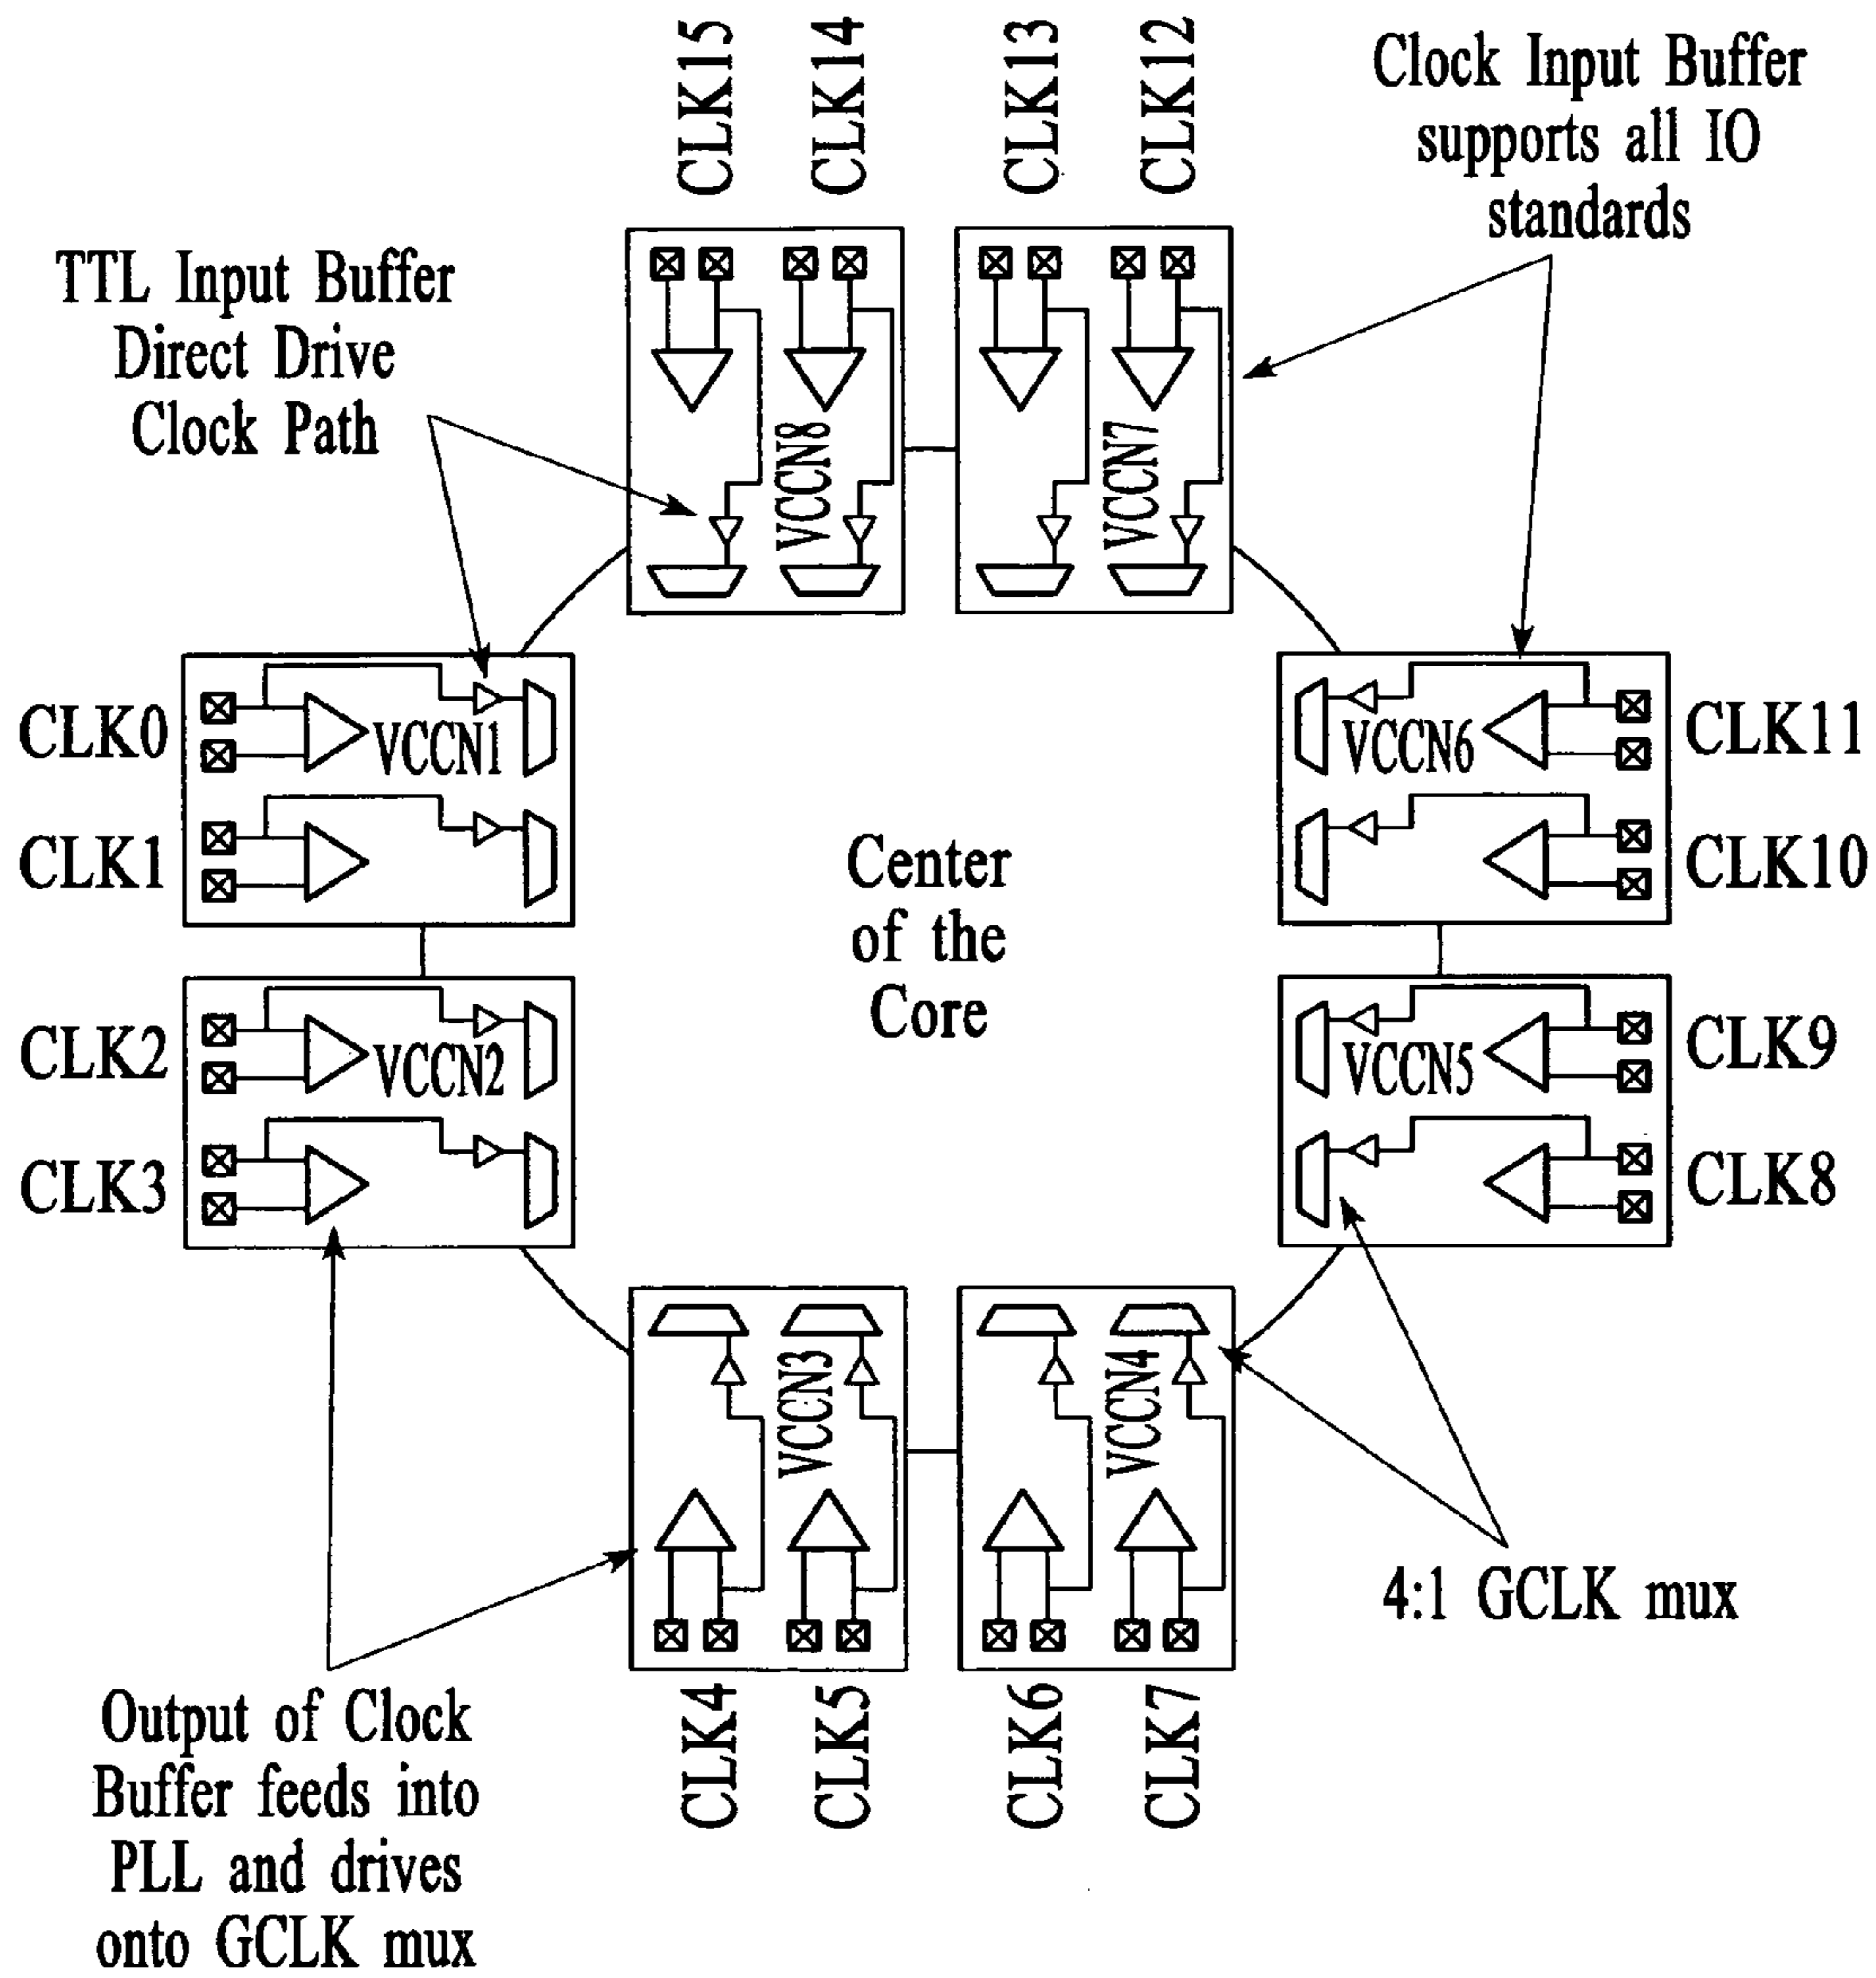 CLK15
CLK14
CLK13
CLK12
Clock Input Buffer
supports all IO
standards
TTL Input Buffer
Direct Drive
Clock Path
VCCN8
VCCN7
CLK0
VCCN1
CLK1
VCCN6
CLK11
CLK10
Center
of the
Core
CLK2
VCCN2
CLK3
VCCN5
CLK9
CLK8
VCCN3
VCCN4
CLK4
CLK5
CLK6
CLK7
4:1 GCLK mux
Output of Clock
Buffer feeds into
PLL and drives
onto GCLK mux